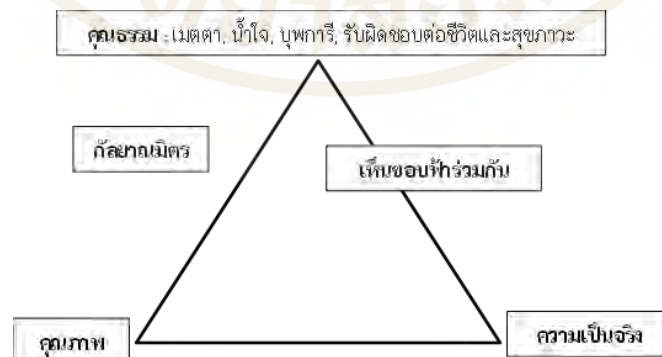 คุณธรรม : เมตตา, น้ำใจ, บุพการี, รับผิดชอบต่อชีวิตและสุขภาวะ
กัลยาณมิตร
เห็นขอบฟ้าร่วมกัน
คุณภาพ
ความเป็นจริง